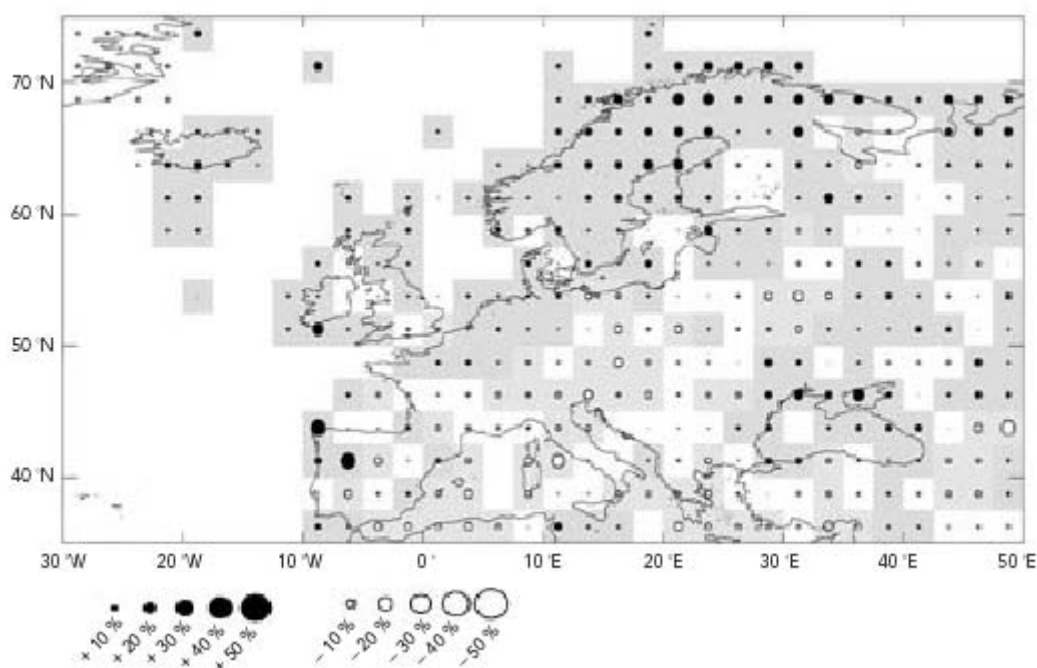 70 °N
60 °N
50 °N
40 °N
30 °W 20 °W 10 °W 0 10 °E 20 °E 30 °E 40 °E 50 °E
+ 10 % + 20 % + 30 % + 40 % + 50 % – 10 % – 20 % – 30 % – 40 % – 50 %